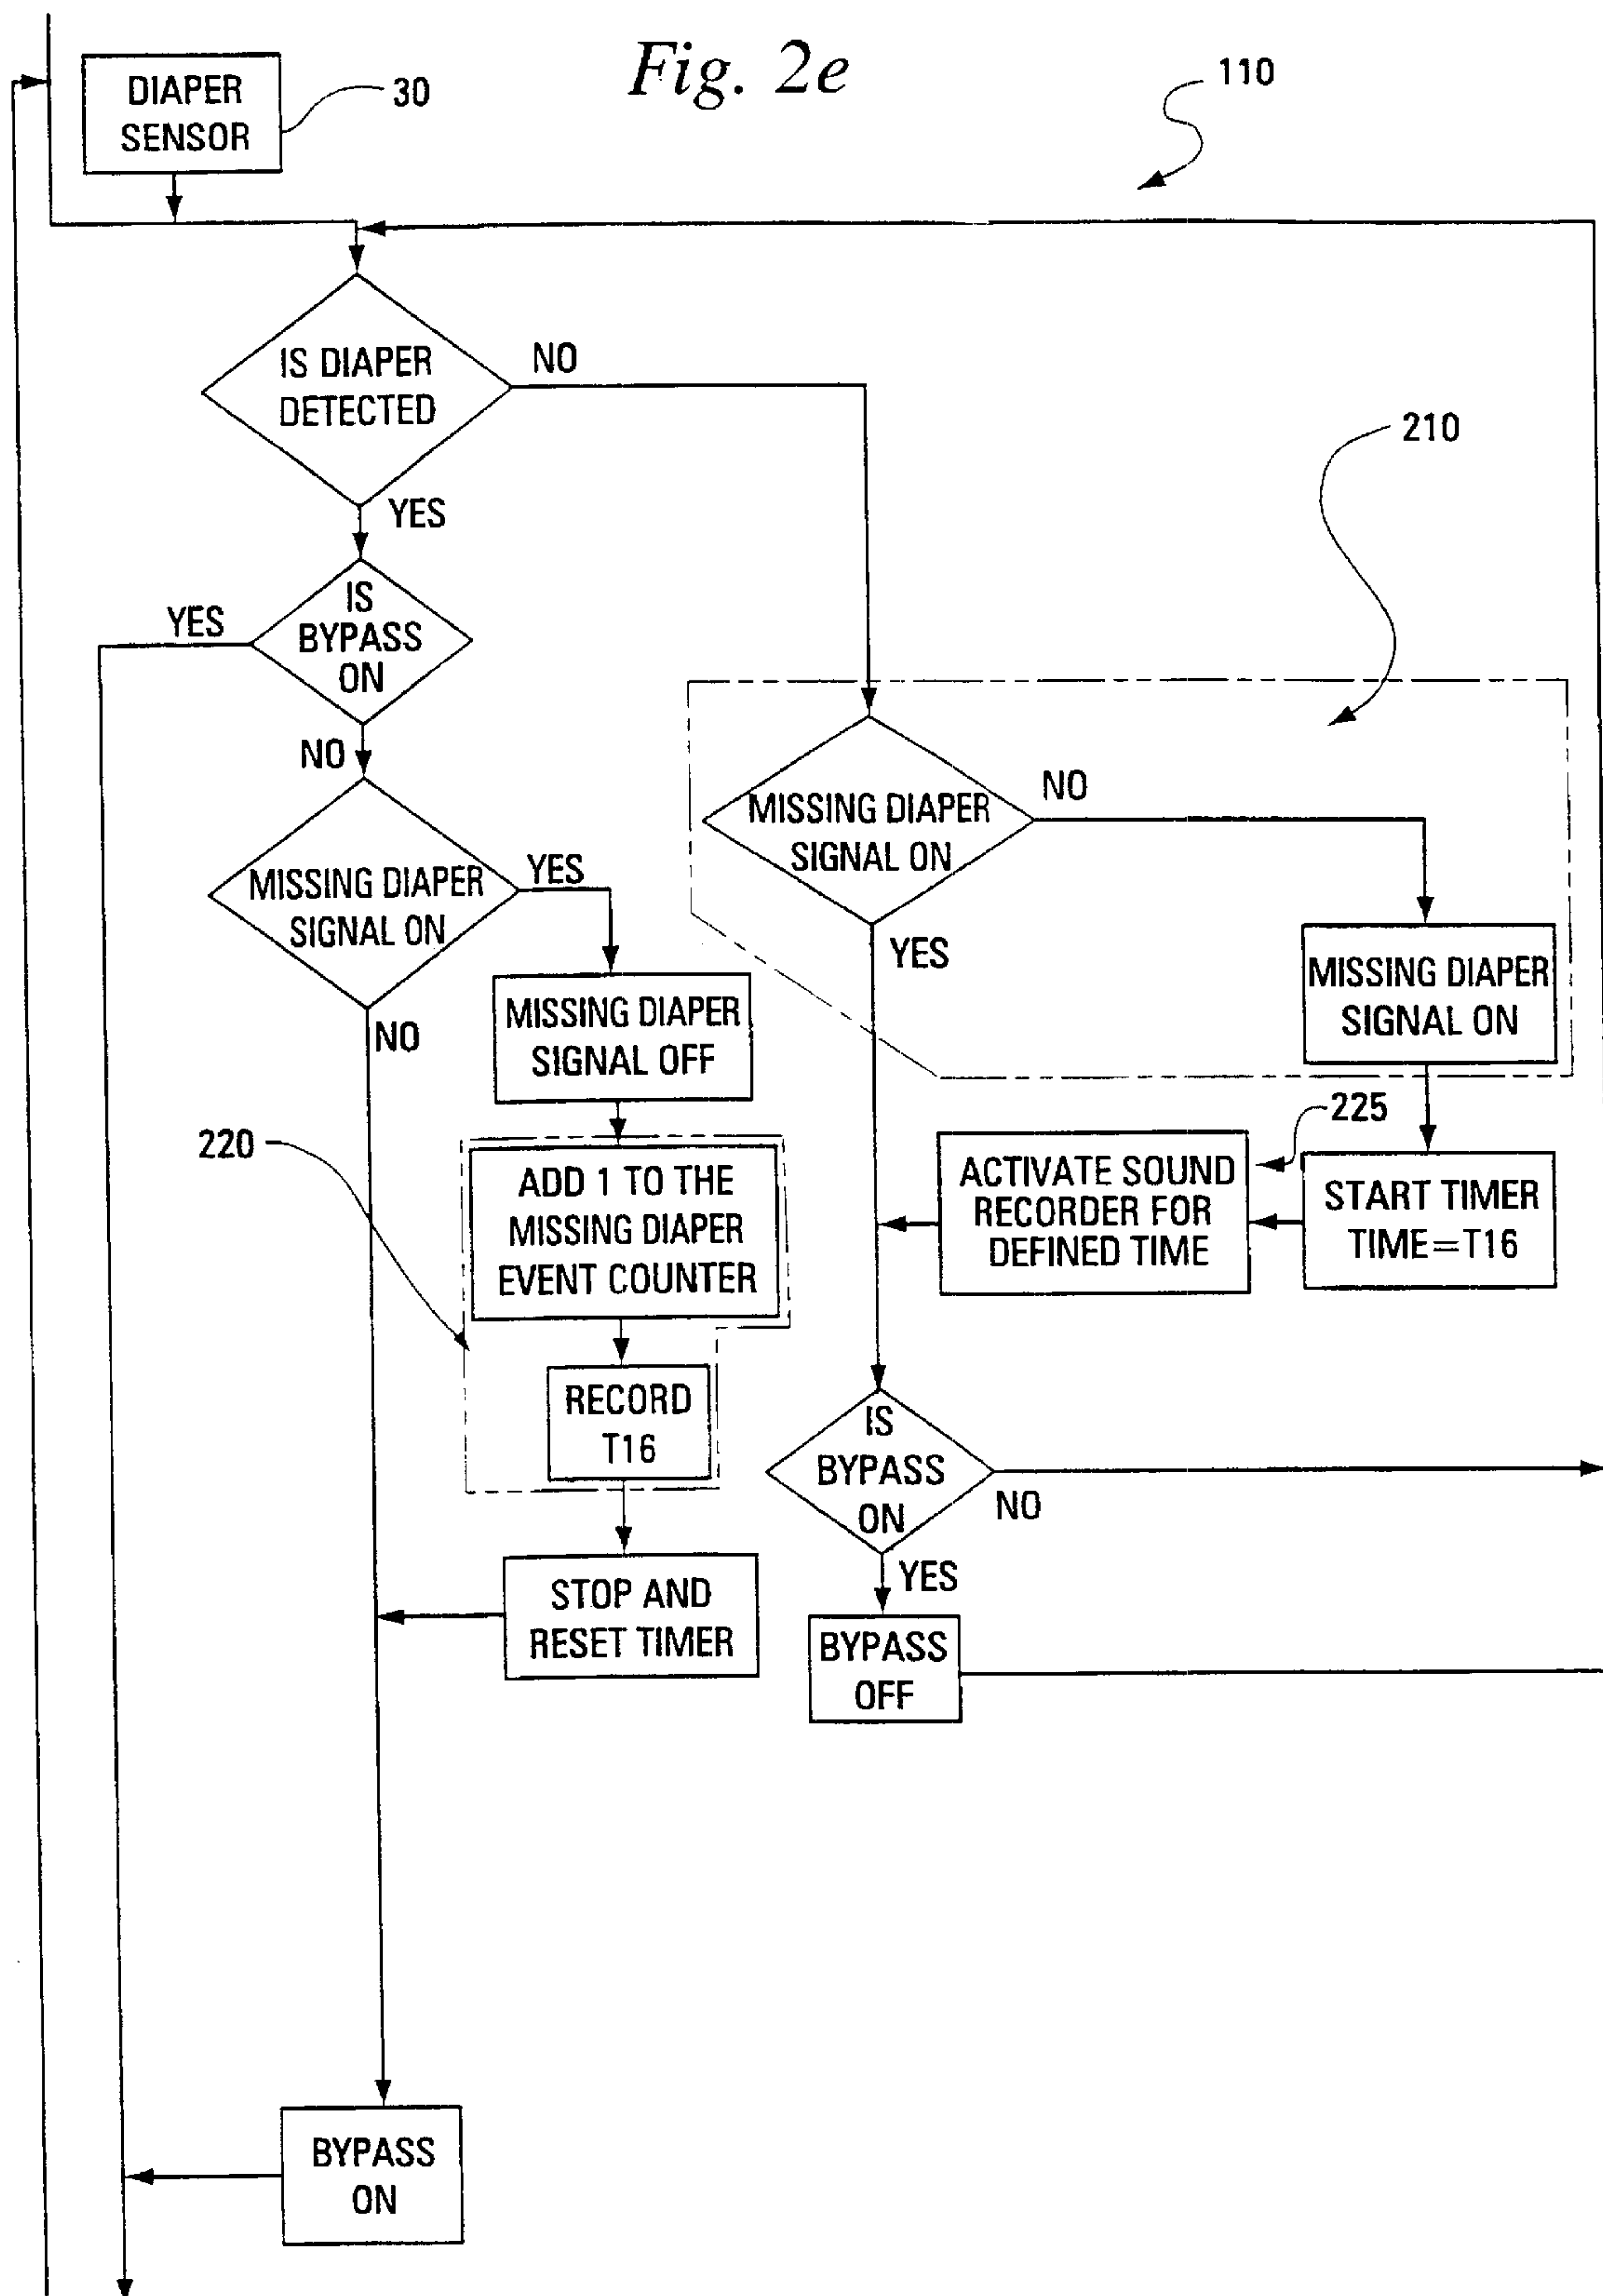 Fig. 2e
110
DIAPER
SENSOR
30
IS DIAPER
DETECTED
NO
210
YES
IS
BYPASS
ON
YES
NO
MISSING DIAPER
SIGNAL ON
NO
MISSING DIAPER
SIGNAL ON
YES
YES
MISSING DIAPER
SIGNAL ON
MISSING DIAPER
SIGNAL OFF
NO
225
220
ADD 1 TO THE
MISSING DIAPER
EVENT COUNTER
ACTIVATE SOUND
RECORDER FOR
DEFINED TIME
START TIMER
TIME=T16
RECORD
T16
IS
BYPASS
ON
NO
YES
STOP AND
RESET TIMER
BYPASS
OFF
BYPASS
ON